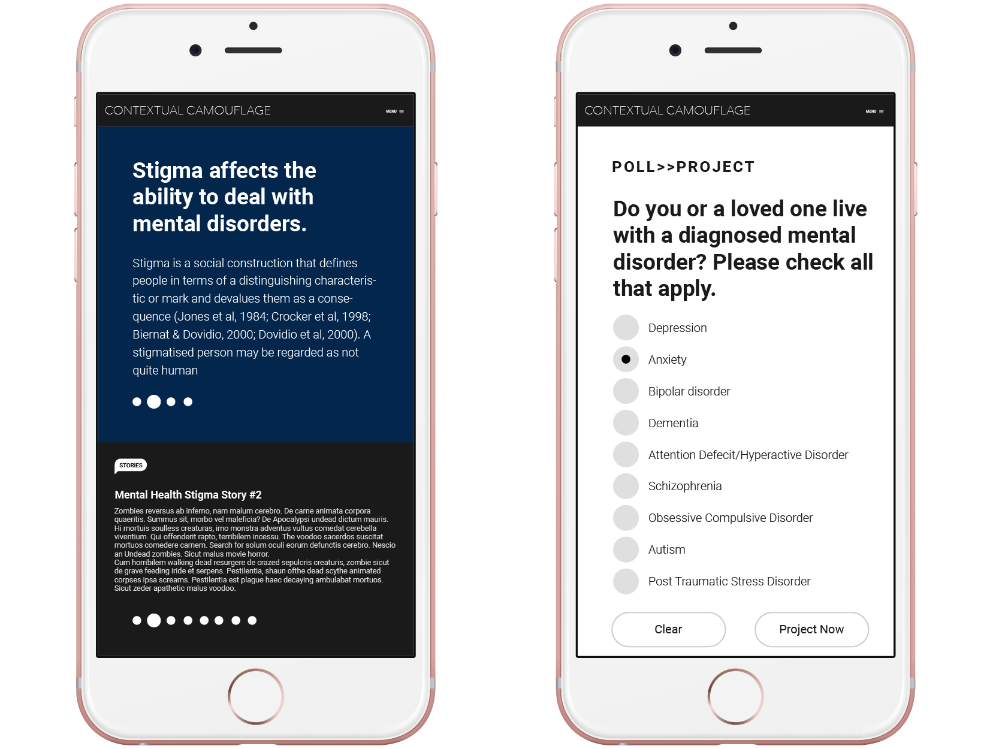 CONTEXTUAL CAMOUFLAGE
MENU
Stigma affects the
ability to deal with
mental disorders.
Stigma is a social construction that defines
people in terms of a distinguishing characteris-
tic or mark and devalues them as a conse-
quence (Jones et al, 1984; Crocker et al, 1998;
Biernat & Dovidio, 2000; Dovidio et al, 2000). A
stigmatised person may be regarded as not
quite human
STORIES
Mental Health Stigma Story #2
Zombies reversus ab inferno, nam malum cerebro. De carne animata corpora
quaeritis. Summus sit, morbo vel maleficia? De Apocalypsi undead dictum mauris.
Hi mortuis soulless creaturas, imo monstra adventus vultus comedat cerebella
viventium. Qui offenderit rapto, terribilem incessu. The voodoo sacerdos suscitat
mortuos comedere carnem. Search for solum oculi eorum defunctis cerebro. Nescio
an Undead zombies. Sicut malus movie horror.
Cum horribilem walking dead resurgere de crazed sepulcris creaturis, zombie sicut
de grave feeding iride et serpens. Pestilentia, shaun ofthe dead scythe animated
corpses ipsa screams. Pestilentia est plague haec decaying ambulabat mortuos.
Sicut zeder apathetic malus voodoo.
CONTEXTUAL CAMOUFLAGE
MENU
POLL>>PROJECT
Do you or a loved one live
with a diagnosed mental
disorder? Please check all
that apply.
Depression
Anxiety
Bipolar disorder
Dementia
Attention Defecit/Hyperactive Disorder
Schizophrenia
Obsessive Compulsive Disorder
Autism
Post Traumatic Stress Disorder
Clear
Project Now